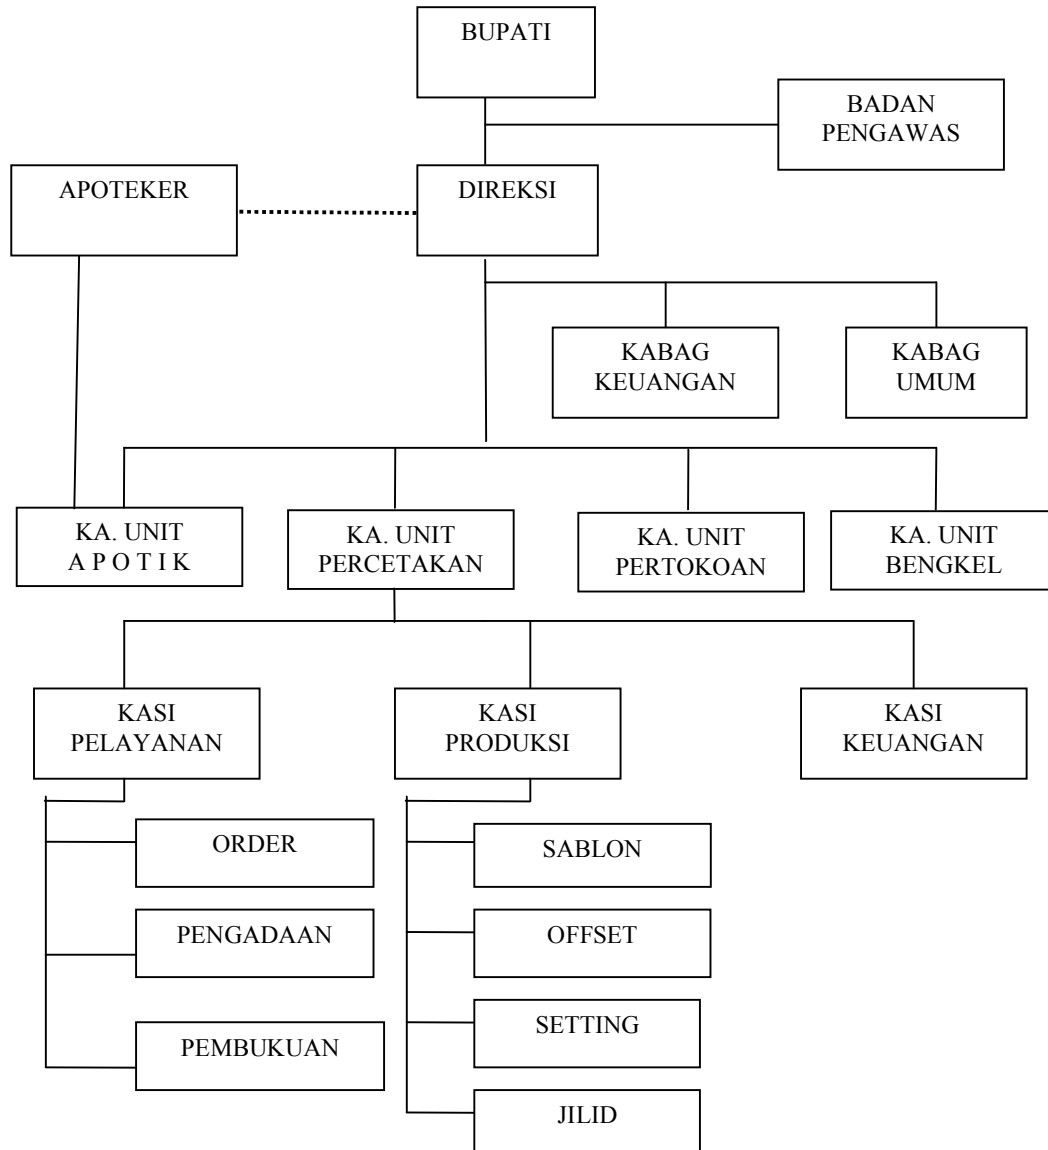 BUPATI
BADAN
PENGAWAS
APOTEKER
DIREKSI
KABAG
KEUANGAN
KABAG
UMUM
KA. UNIT
A P O T I K
KA. UNIT
PERCETAKAN
KA. UNIT
PERTOKOAN
KA. UNIT
BENGKEL
KASI
PELAYANAN
KASI
PRODUKSI
KASI
KEUANGAN
ORDER
PENGADAAN
PEMBUKUAN
SABLON
OFFSET
SETTING
JILID